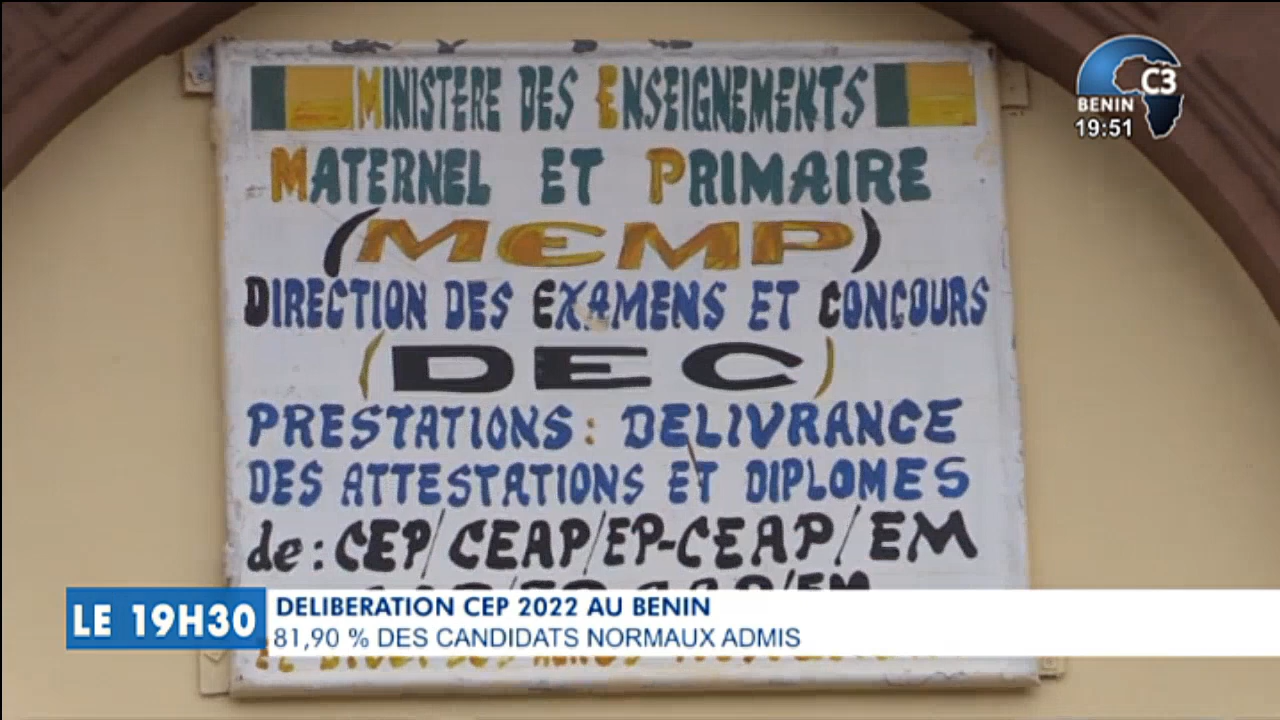 MINISTERE DES ENSEIGNEMENTS
MATERNEL ET PRIMAIRE
(MEMP)
DIRECTION DES EXAMENS ET CONCOURS
(DEC)
PRESTATIONS: DELIVRANCE
DES ATTESTATIONS ET DIPLOMES
de: CEP/CEAP/EP-CEAP/EM
C3
BENIN
19:51
LE 19H30
DELIBERATION CEP 2022 AU BENIN
81,90 % DES CANDIDATS NORMAUX ADMIS